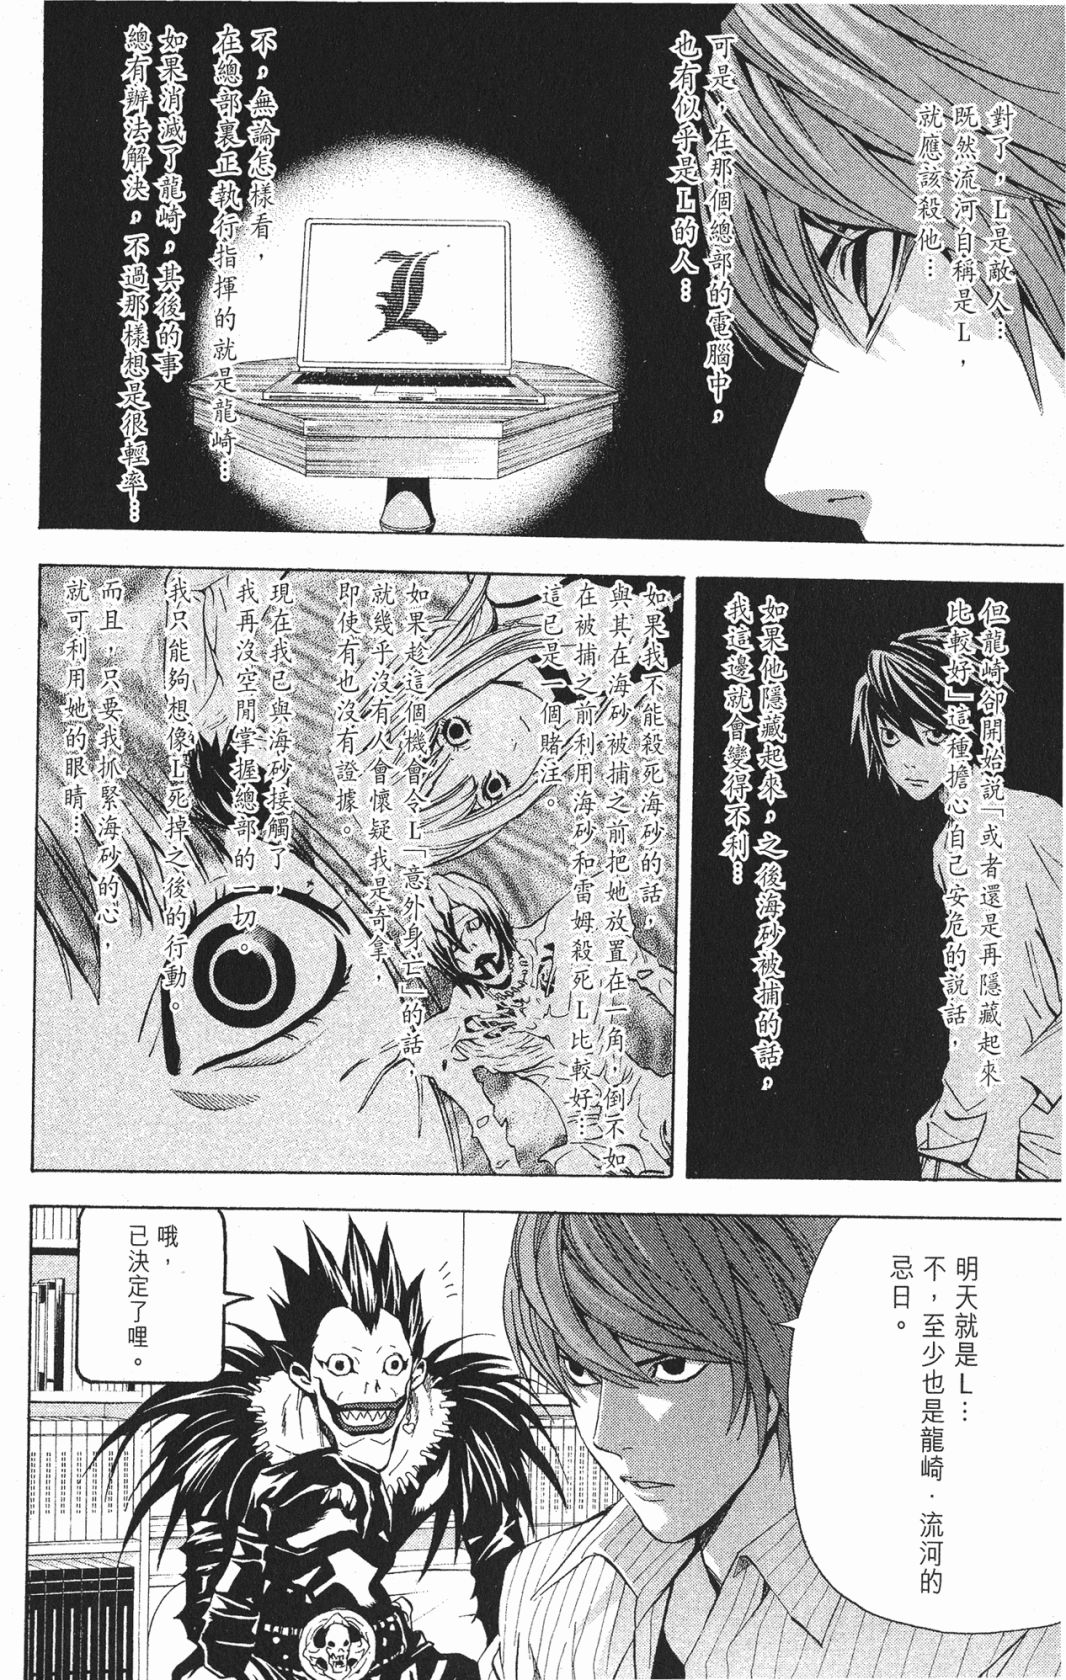 對了，L是敵人…
既然流河自稱是L，
就應該殺他…
可是，在那個總部的電腦中，
也有似乎是L的人…
L
不，無論怎樣看，
在總部裏正執行指揮的就是龍崎…
如果消滅了龍崎，其後的事
總有辦法解決，不過那樣想是很輕率…
但龍崎卻開始說「或者還是再隱藏起來
比較好』這種擔心自己安危的說話，
如果他隱藏起來，之後海砂被捕的話，
我這邊就會變得不利…
如果我不能殺死海砂的話，
與其在海砂被捕之前把她放置在一角，倒不如
在被捕之前利用海砂和雷姆殺死L比較好…
這已是一個賭注。
如果趁這個機會令L「意外身亡」的話，
就幾乎沒有人會懷疑我是奇拿，
即使有也沒有證據。
現在我已與海砂接觸了，
我再沒空閒掌握總部的一切。
我只能夠想像L死掉之後的行動。
而且，只要我抓緊海砂的心，
就可利用她的眼睛…
明天就是L…
不，至少也是龍崎．流河的
忌日。
哦，
已決定了哩。